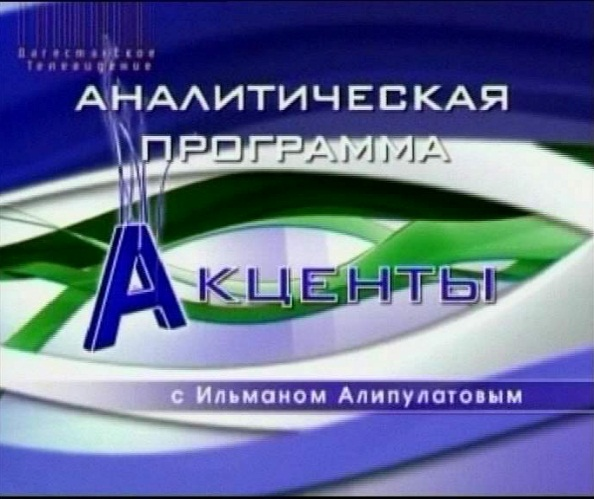 Дагестанское
Телевидение
АНАЛИТИЧЕСКАЯ
ПРОГРАММА
АКЦЕНТЫ
с Ильманом Алипулатовым